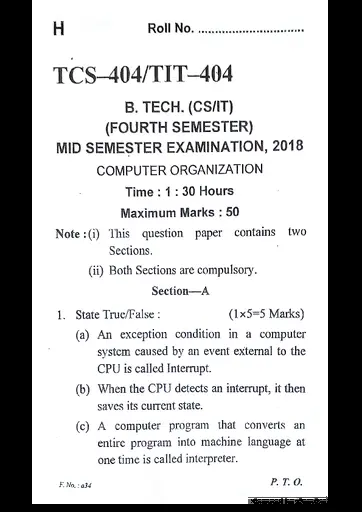 H Roll No. ................................
TCS–404/TIT–404
B. TECH. (CS/IT)
(FOURTH SEMESTER)
MID SEMESTER EXAMINATION, 2018
COMPUTER ORGANIZATION
Time : 1 : 30 Hours
Maximum Marks : 50
Note : (i) This question paper contains two
Sections.
(ii) Both Sections are compulsory.
Section—A
1. State True/False : (1×5=5 Marks)
(a) An exception condition in a computer
system caused by an event external to the
CPU is called Interrupt.
(b) When the CPU detects an interrupt, it then
saves its current state.
(c) A computer program that converts an
entire program into machine language at
one time is called interpreter.
F. No. : a34 P. T. O.